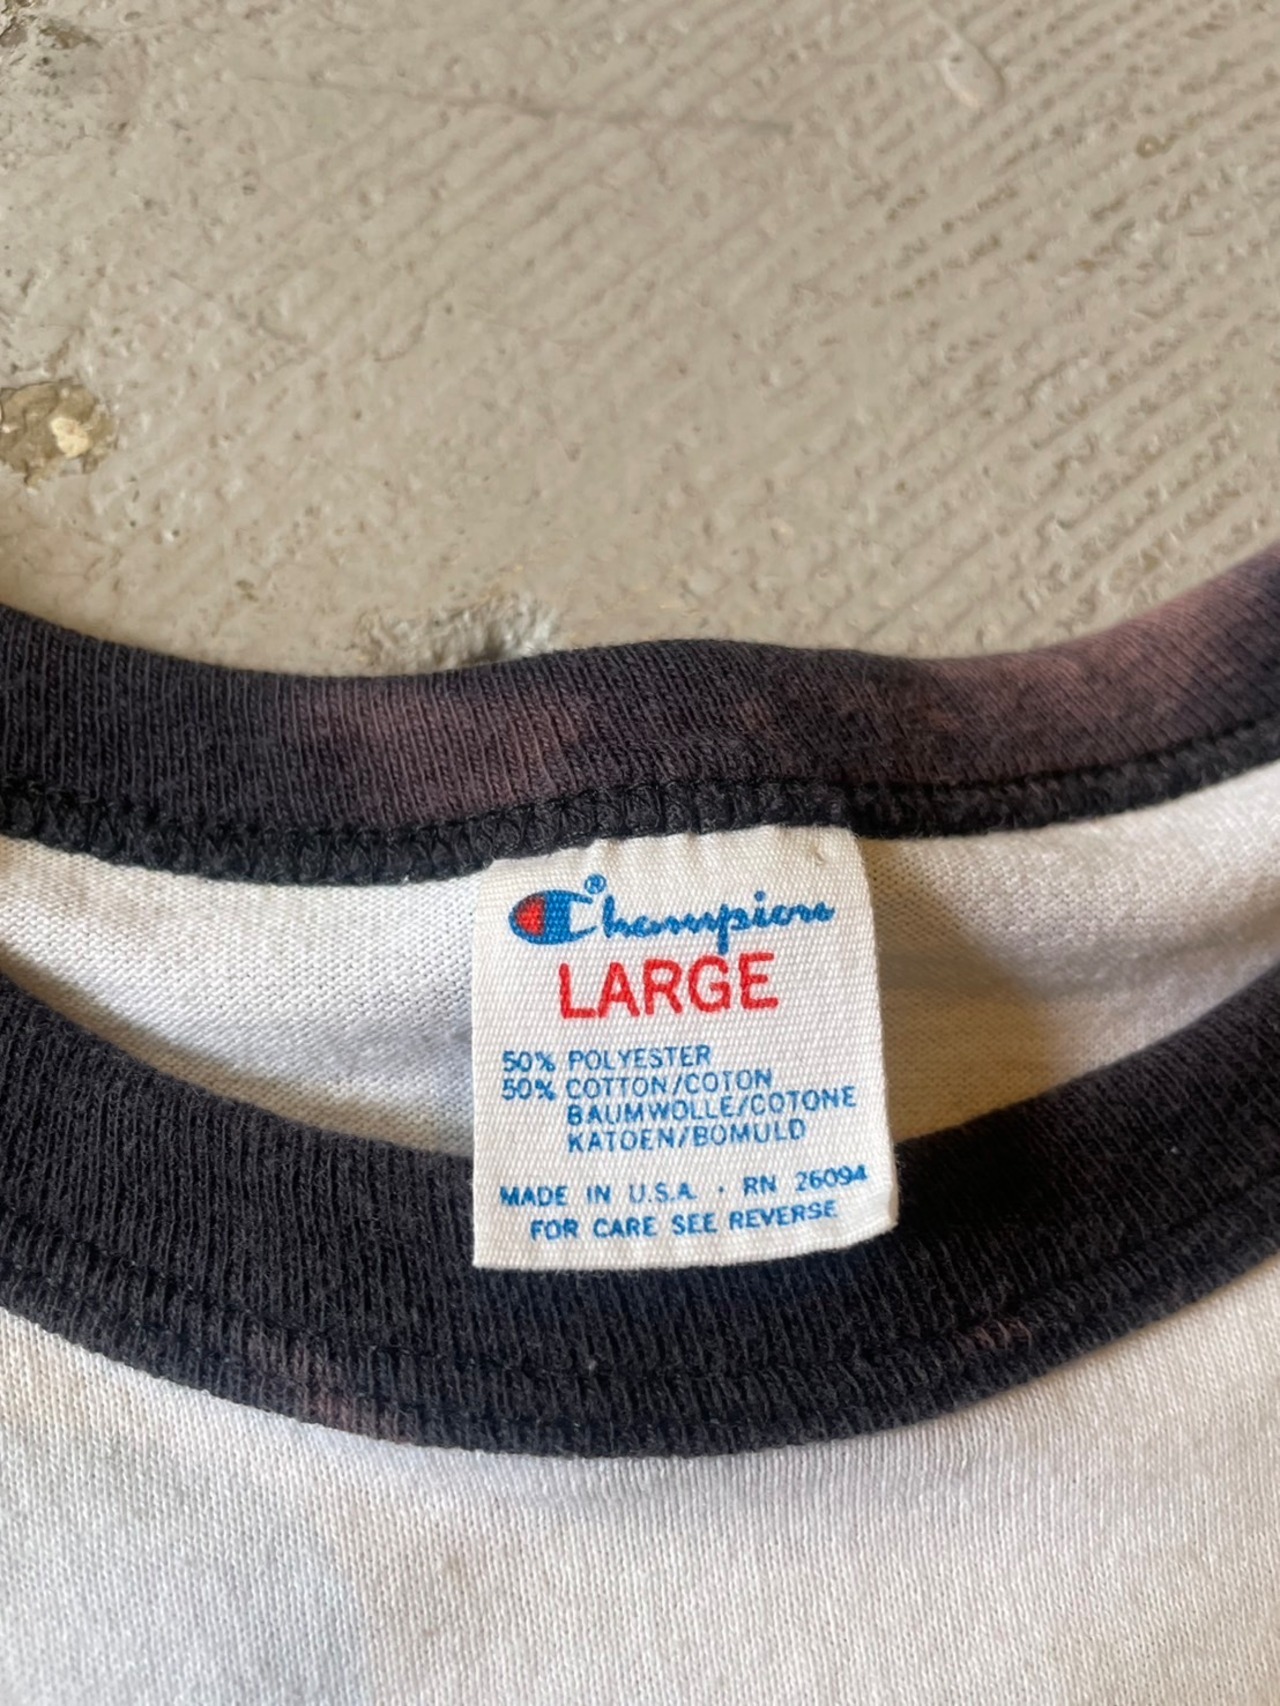 Champion®
LARGE
50% POLYESTER
50% COTTON/COTON
BAUMWOLLE/COTONE
KATOEN/BOMULD
MADE IN U.S.A. · RN 26094
FOR CARE SEE REVERSE